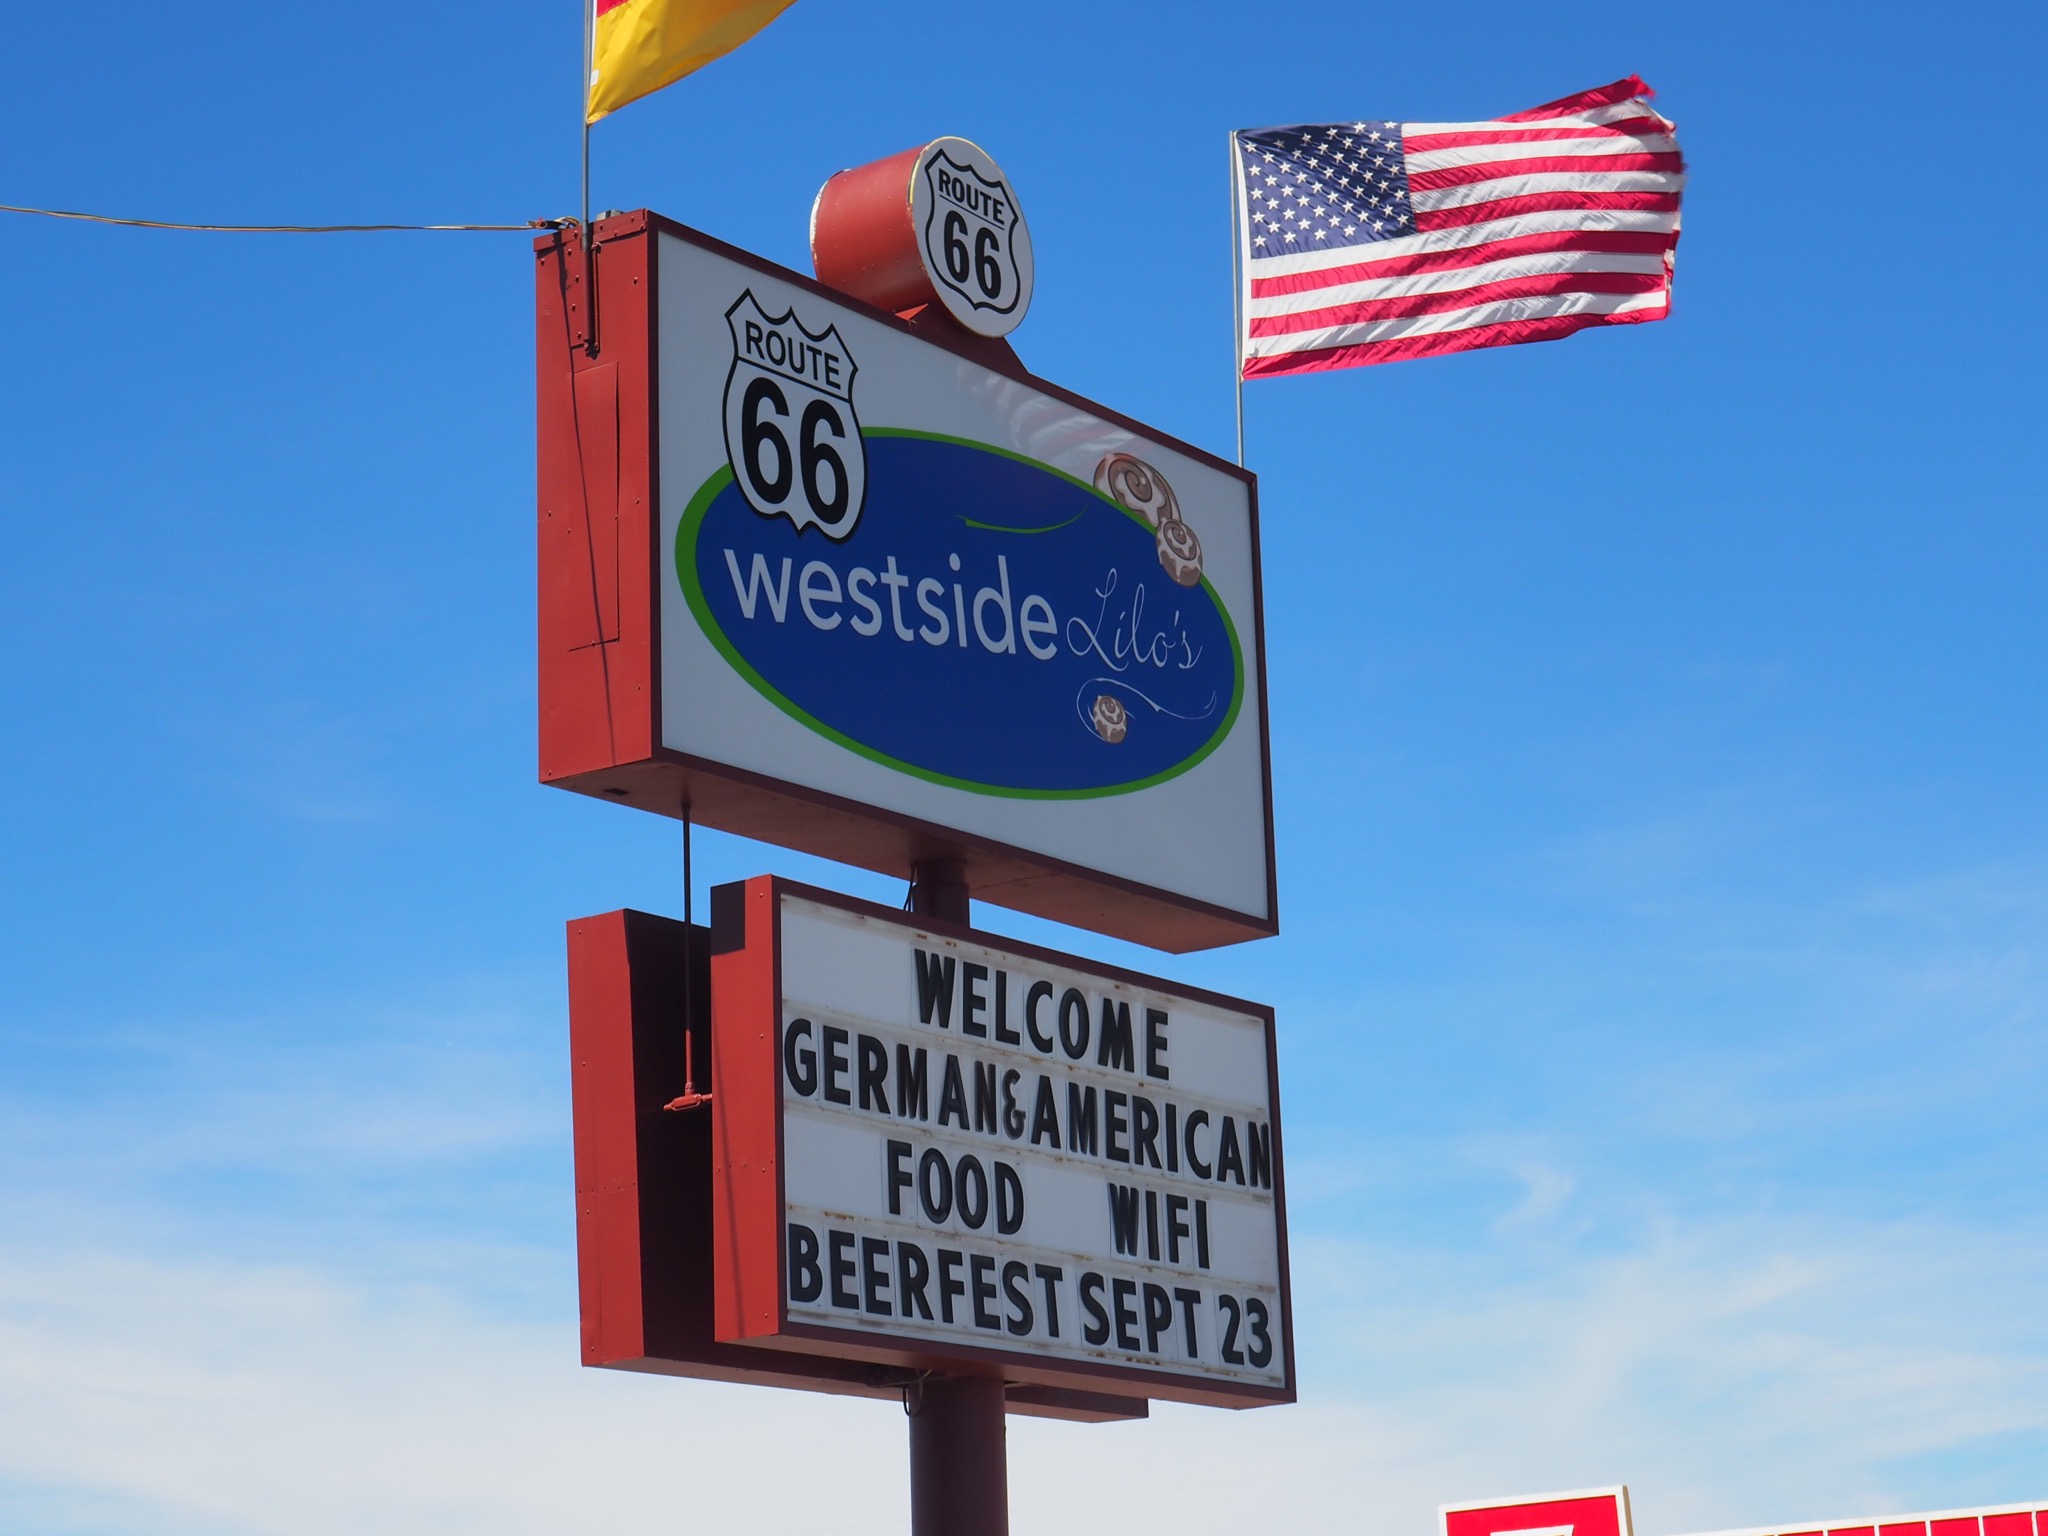 ROUTE
66
ROUTE
66
westside Lilo's
WELCOME
GERMAN&AMERICAN
FOOD WIFI
BEERFEST SEPT 23